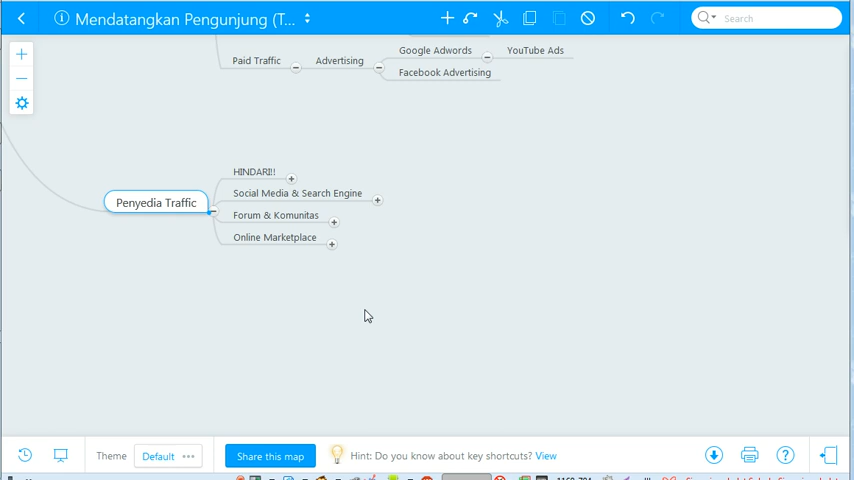 Mendatangkan Pengunjung (T...
Search
Google Adwords
YouTube Ads
Paid Traffic
Advertising
Facebook Advertising
HINDARI!!
Social Media & Search Engine
Penyedia Traffic
Forum & Komunitas
Online Marketplace
Theme
Default
Share this map
Hint: Do you know about key shortcuts? View